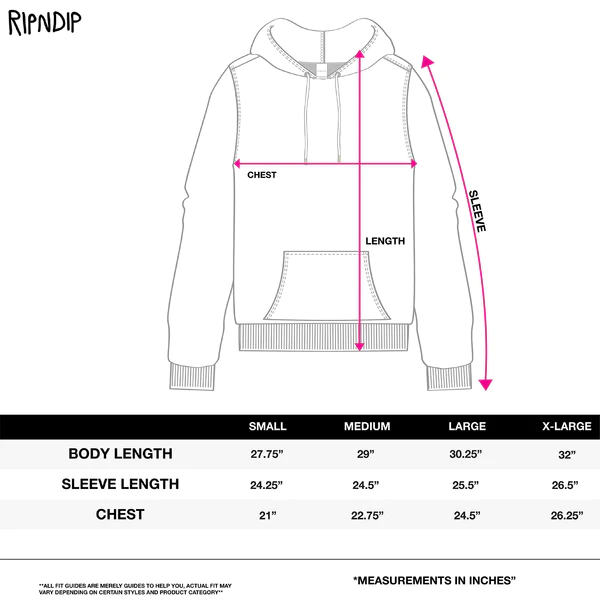 RIPNDIP
CHEST
LENGTH
SLEEVE
SMALL MEDIUM LARGE X-LARGE
BODY LENGTH 27.75” 29” 30.25” 32”
SLEEVE LENGTH 24.25” 24.5” 25.5” 26.5”
CHEST 21” 22.75” 24.5” 26.25”
**ALL FIT GUIDES ARE MERELY GUIDES TO HELP YOU, ACTUAL FIT MAY
VARY DEPENDING ON CERTAIN STYLES AND PRODUCT CATEGORY**
*MEASUREMENTS IN INCHES”